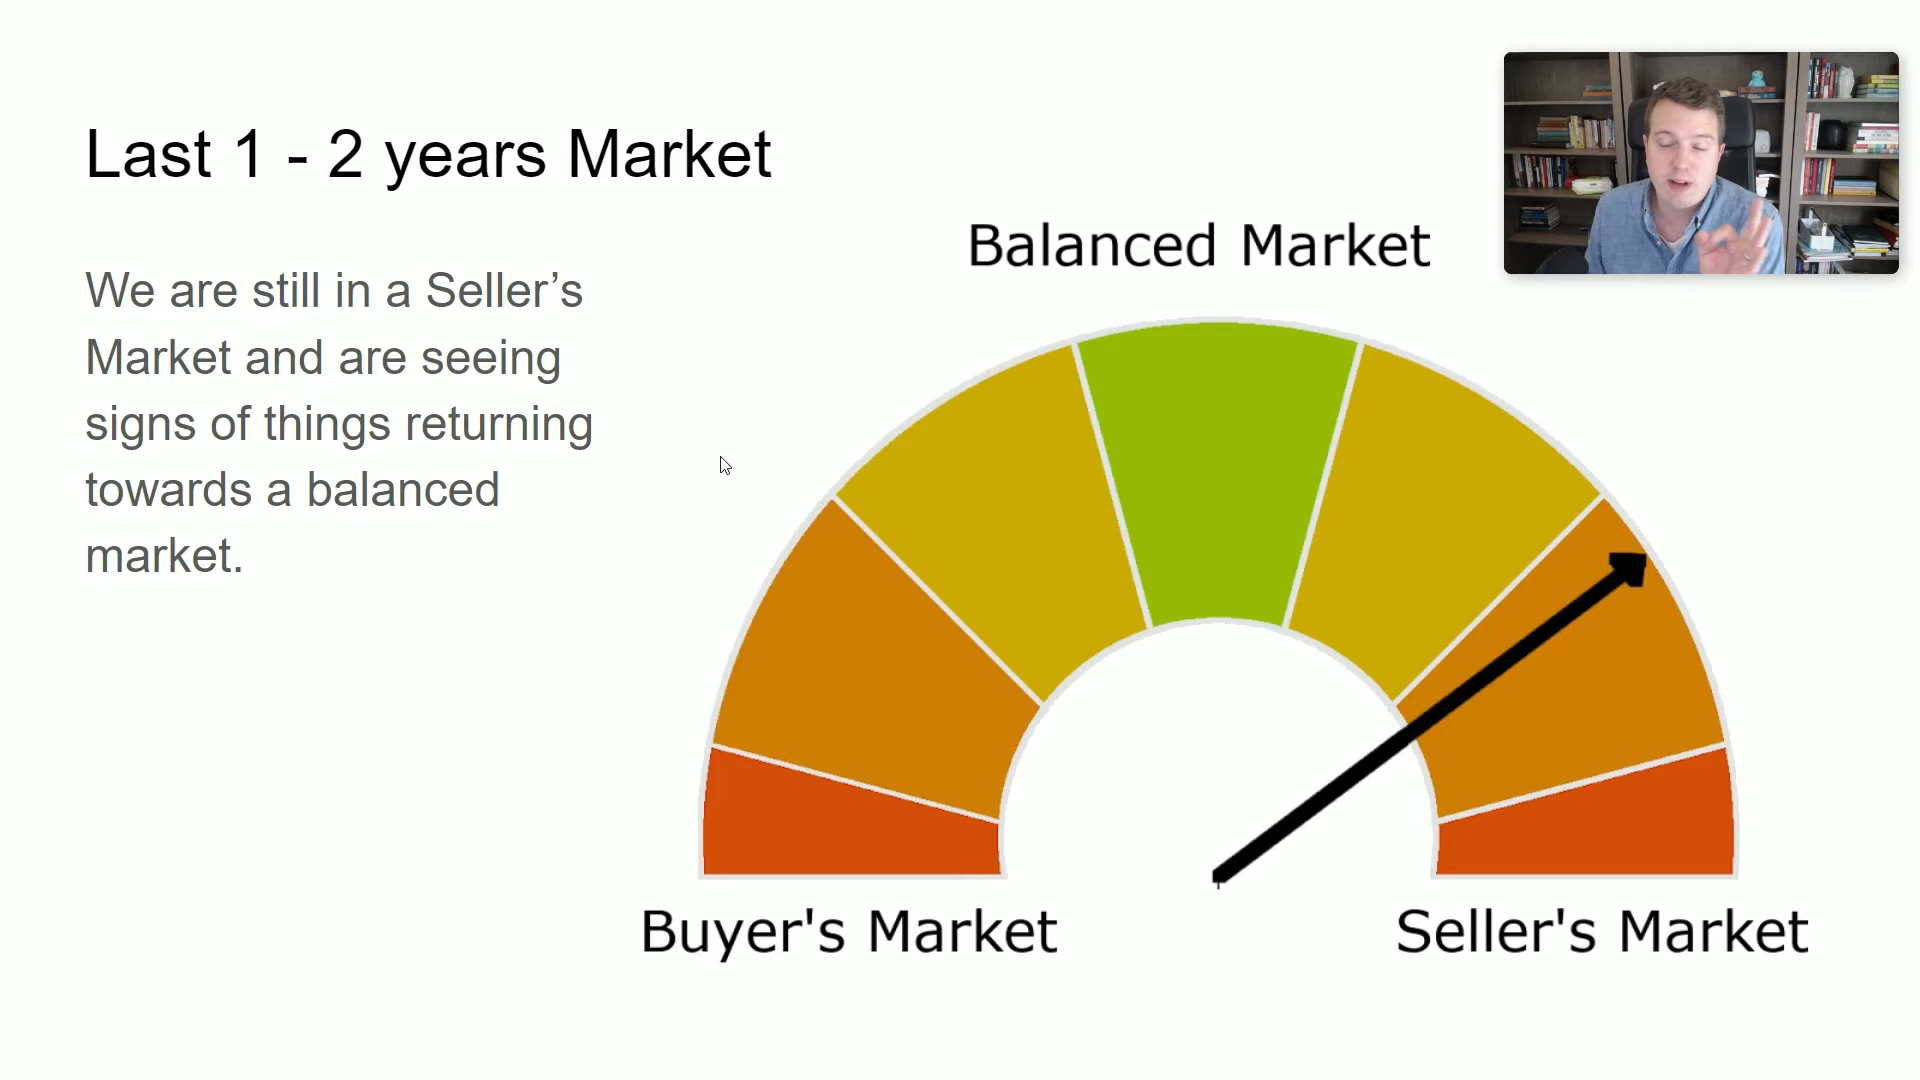 Last 1 - 2 years Market
We are still in a Seller’s
Market and are seeing
signs of things returning
towards a balanced
market.
Balanced Market
Buyer's Market
Seller's Market